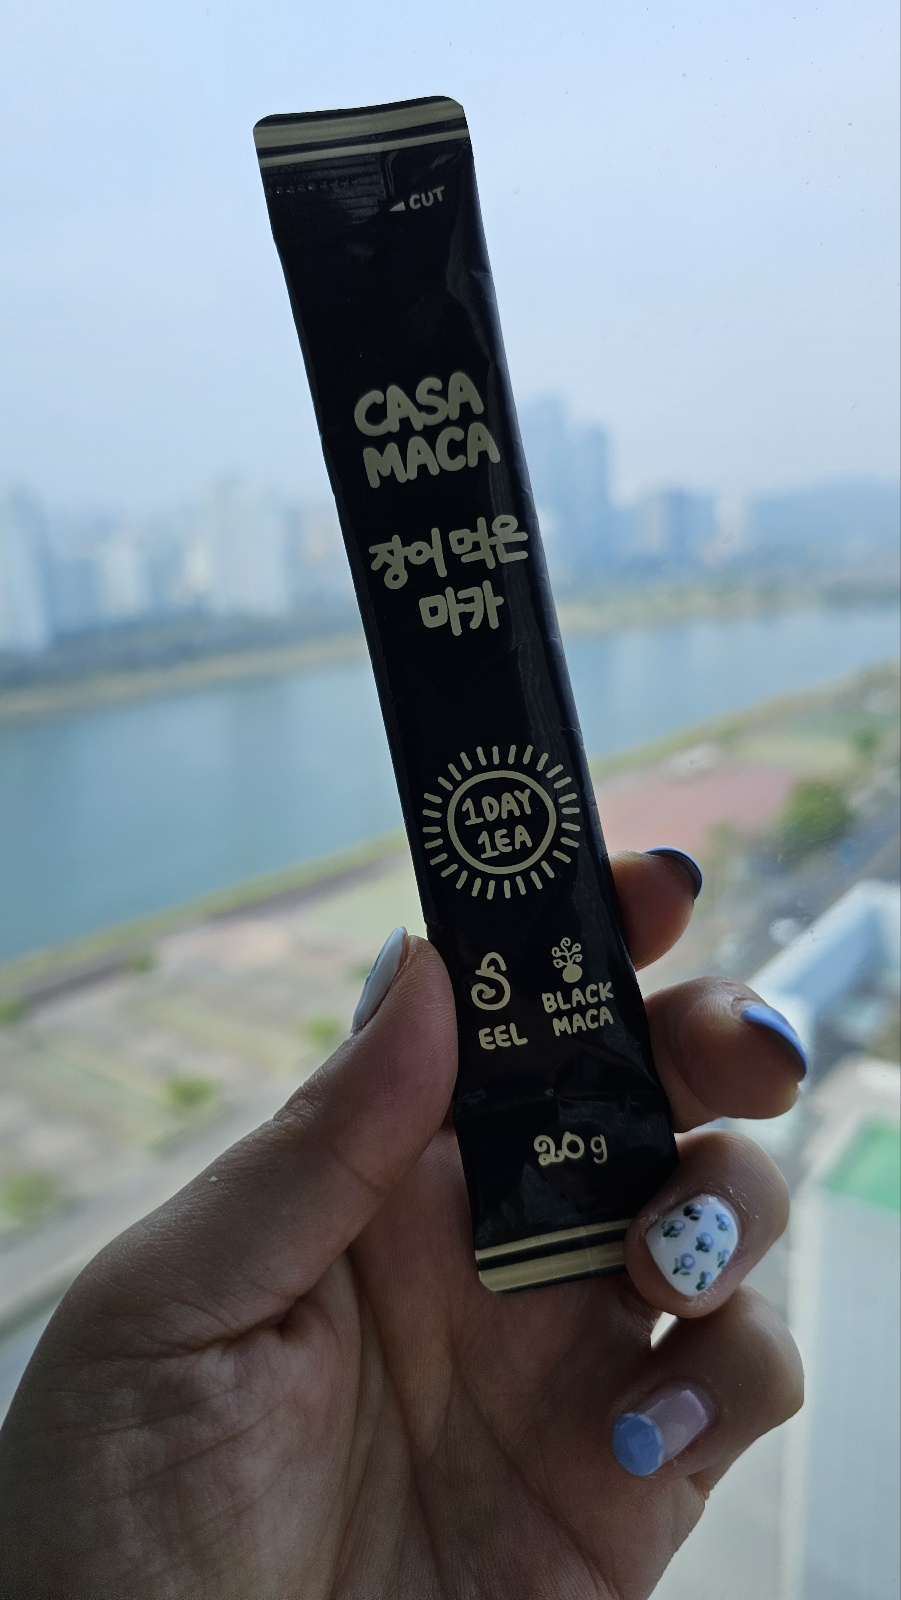 CUT
CASA
MACA
장어 먹은
마카
1DAY
1EA
EEL
BLACK
MACA
20g